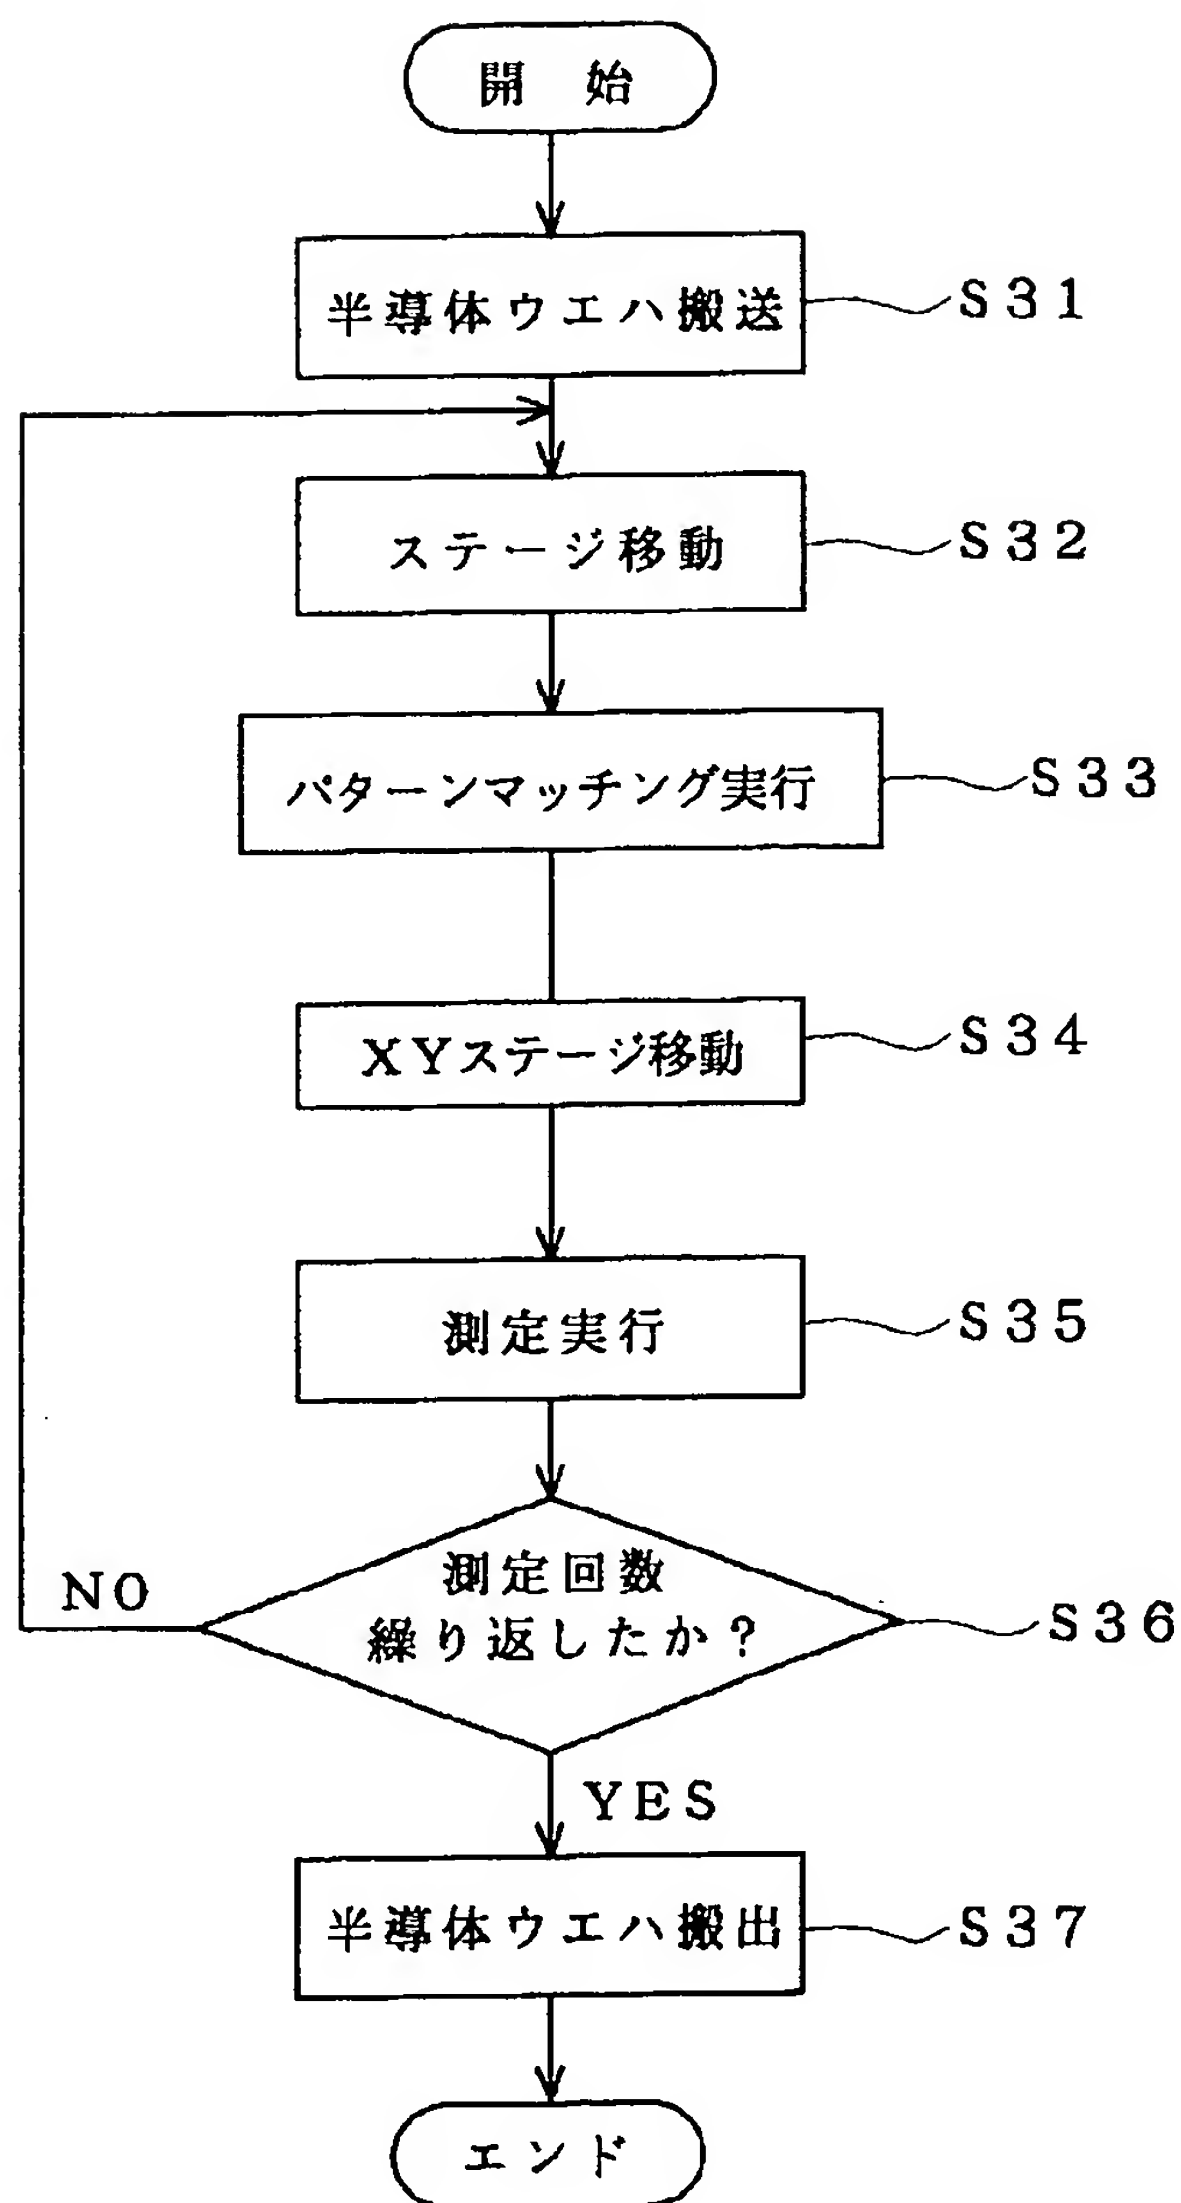 開 始
半導体ウエハ搬送
S31
ステージ移動
S32
パターンマッチング実行
S33
XYステージ移動
S34
測定実行
S35
測定回数
繰り返したか?
S36
NO
YES
半導体ウエハ搬出
S37
エンド